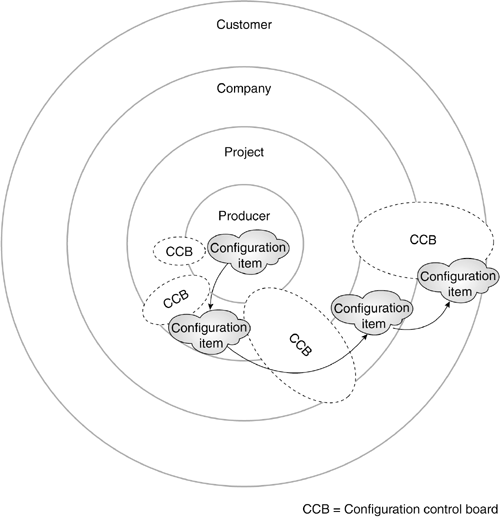 Customer
Company
Project
Producer
CCB
Configuration
item
CCB
Configuration
item
CCB
Configuration
item
CCB
Configuration
item
CCB = Configuration control board